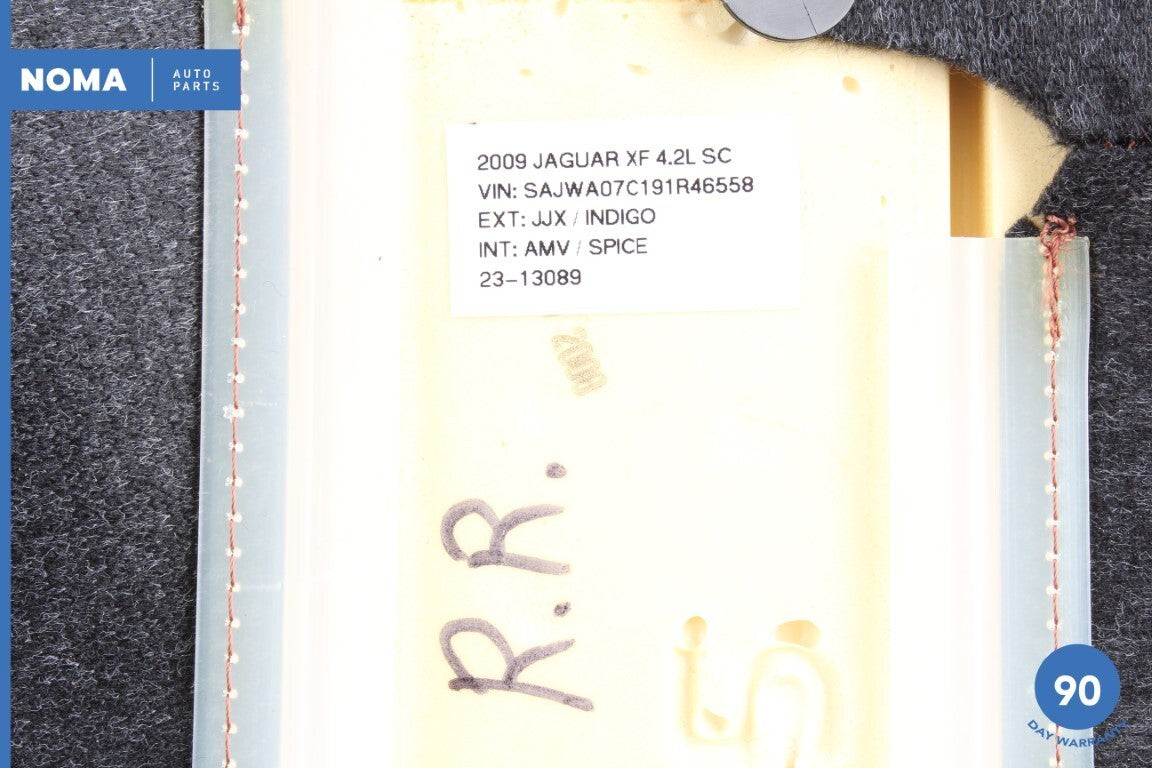 NOMA
AUTO
PARTS
2009 JAGUAR XF 4.2L SC
VIN: SAJWA07C191R46558
EXT: JJX / INDIGO
INT: AMV / SPICE
23-13089
R.R.
90
DAY WARRANTY